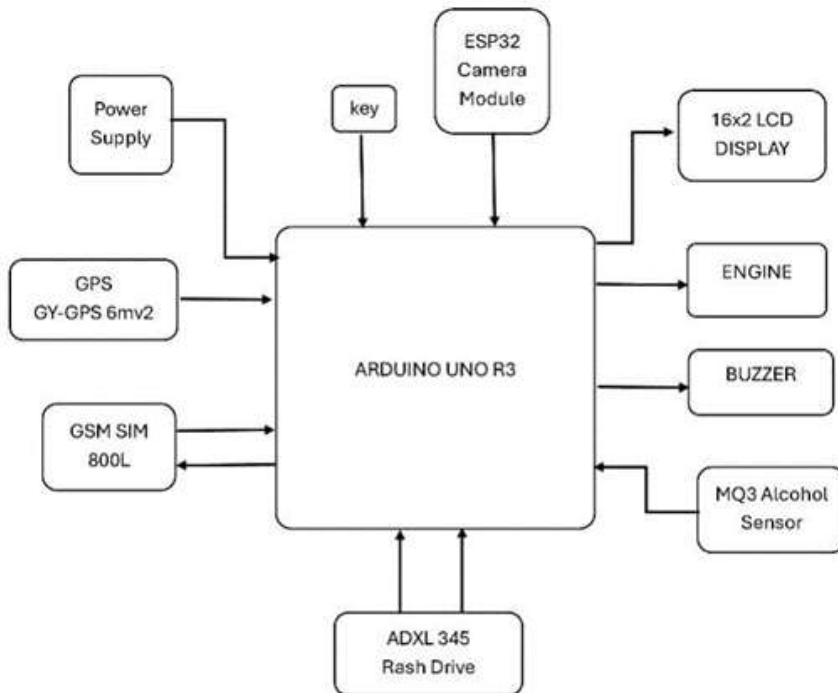 ESP32
Camera
Module
Power
Supply
key
16x2 LCD
DISPLAY
GPS
GY-GPS 6mv2
ENGINE
ARDUINO UNO R3
BUZZER
GSM SIM
800L
MQ3 Alcohol
Sensor
ADXL 345
Rash Drive